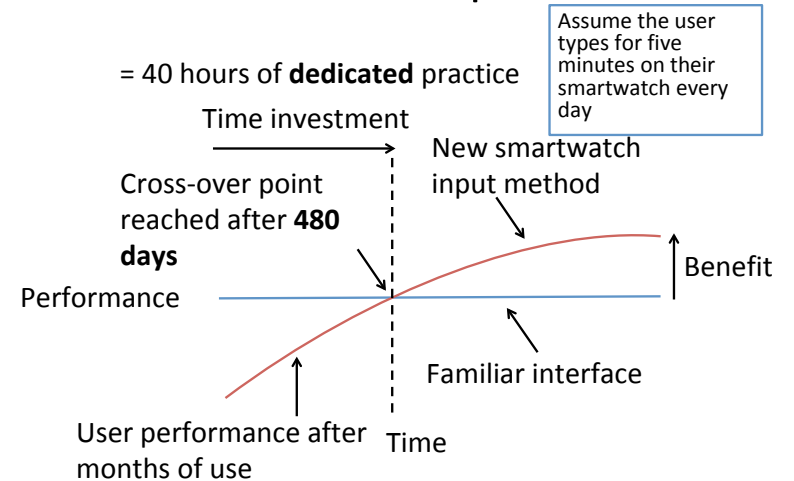 Assume the user
types for five
minutes on their
smartwatch every
day
= 40 hours of dedicated practice
Time investment
New smartwatch
input method
Cross-over point
reached after 480
days
Benefit
Performance
Familiar interface
User performance after
months of use
Time